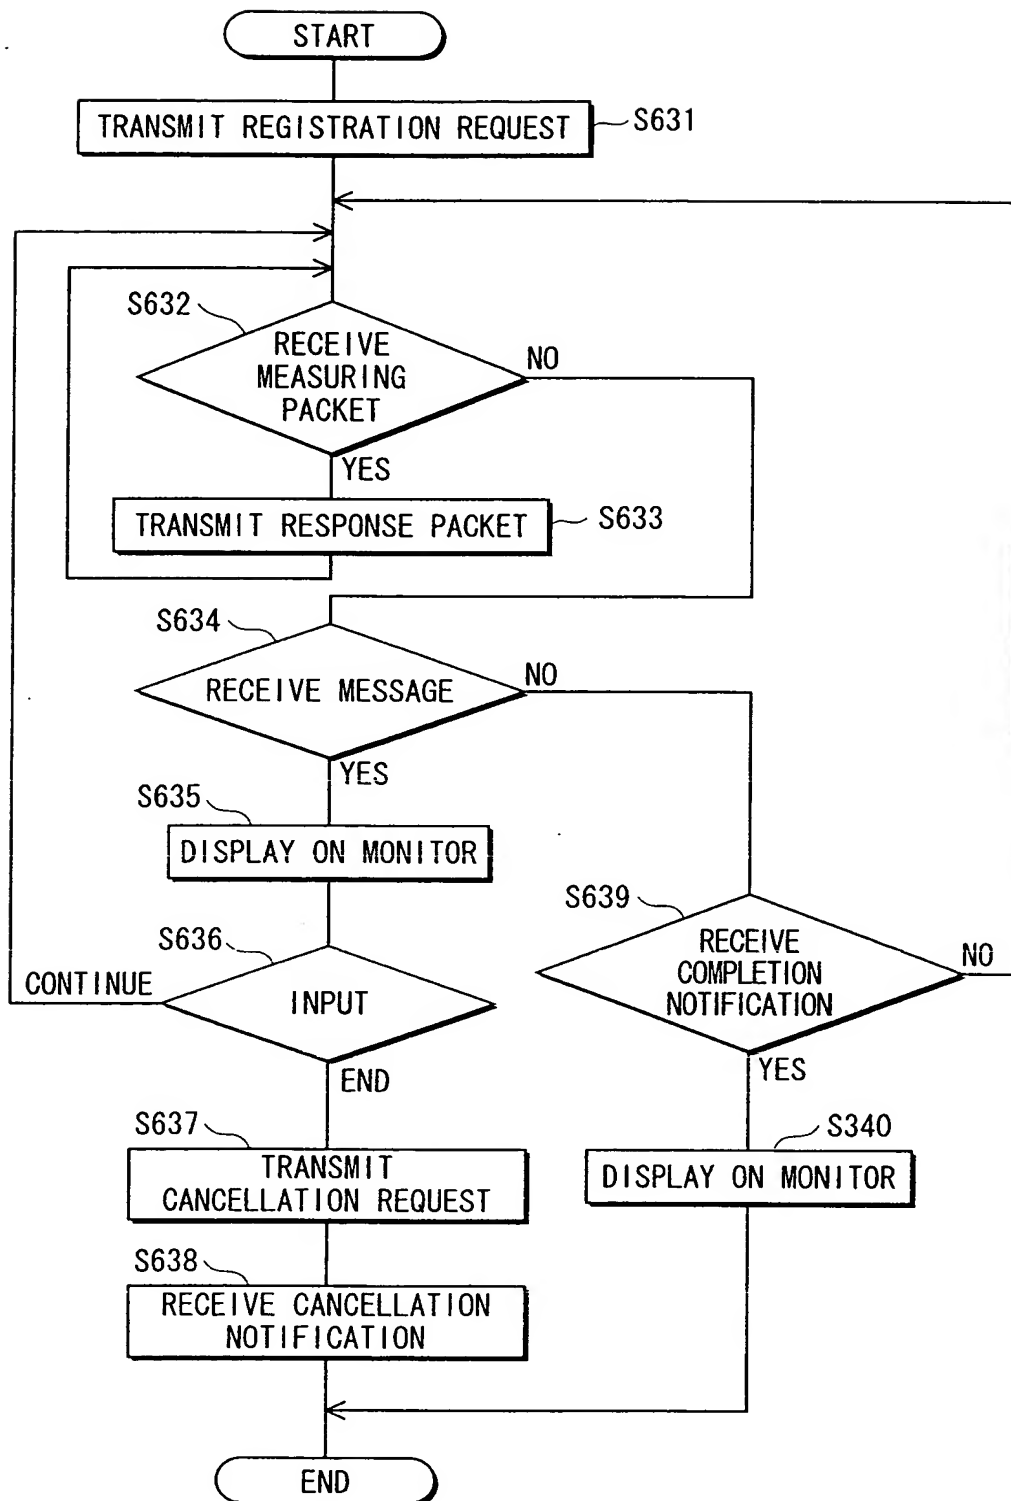 START
TRANSMIT REGISTRATION REQUEST
S631
S632
RECEIVE
MEASURING
PACKET
NO
YES
TRANSMIT RESPONSE PACKET
S633
S634
RECEIVE MESSAGE
NO
YES
S635
DISPLAY ON MONITOR
S636
CONTINUE
INPUT
END
S639
RECEIVE
COMPLETION
NOTIFICATION
NO
YES
S637
TRANSMIT
CANCELLATION REQUEST
S340
DISPLAY ON MONITOR
S638
RECEIVE CANCELLATION
NOTIFICATION
END